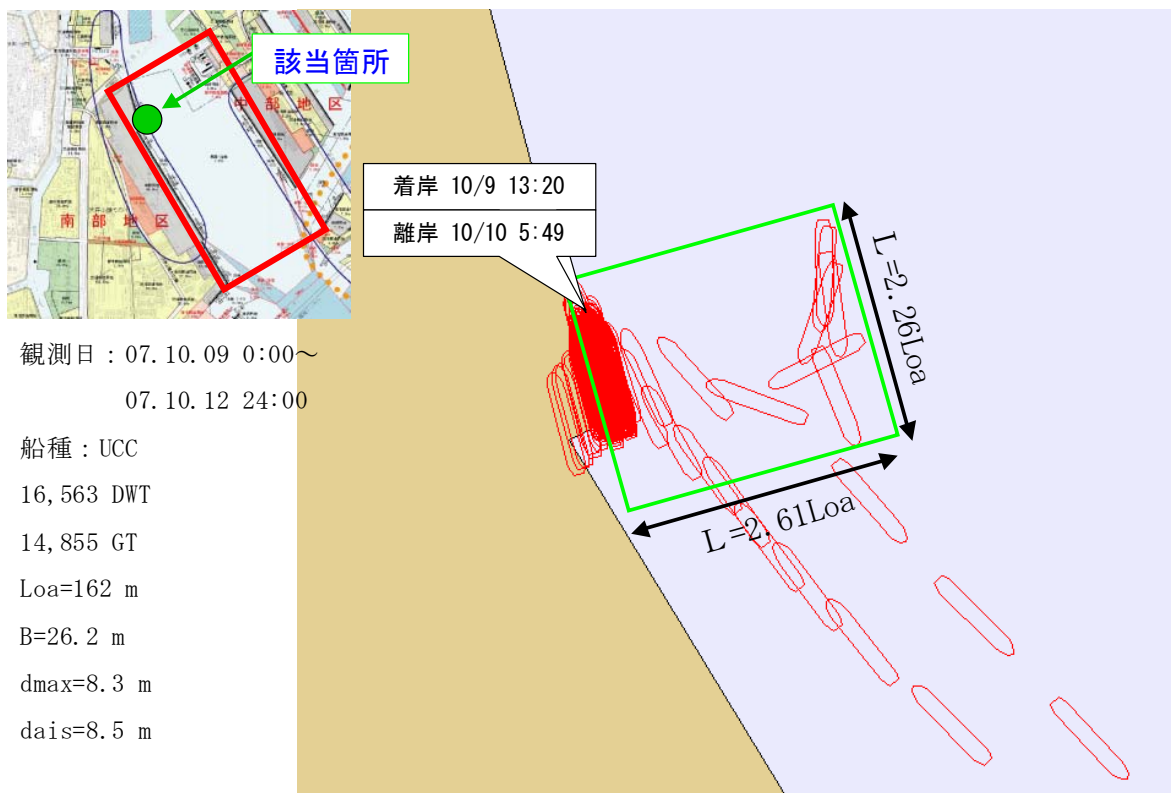 該当箇所
中部地区
南部地区
着岸 10/9 13:20
離岸 10/10 5:49
L=2.26Loa
L=2.61Loa
観測日：07.10.09 0:00～
07.10.12 24:00
船種：UCC
16,563 DWT
14,855 GT
Loa=162 m
B=26.2 m
dmax=8.3 m
dais=8.5 m